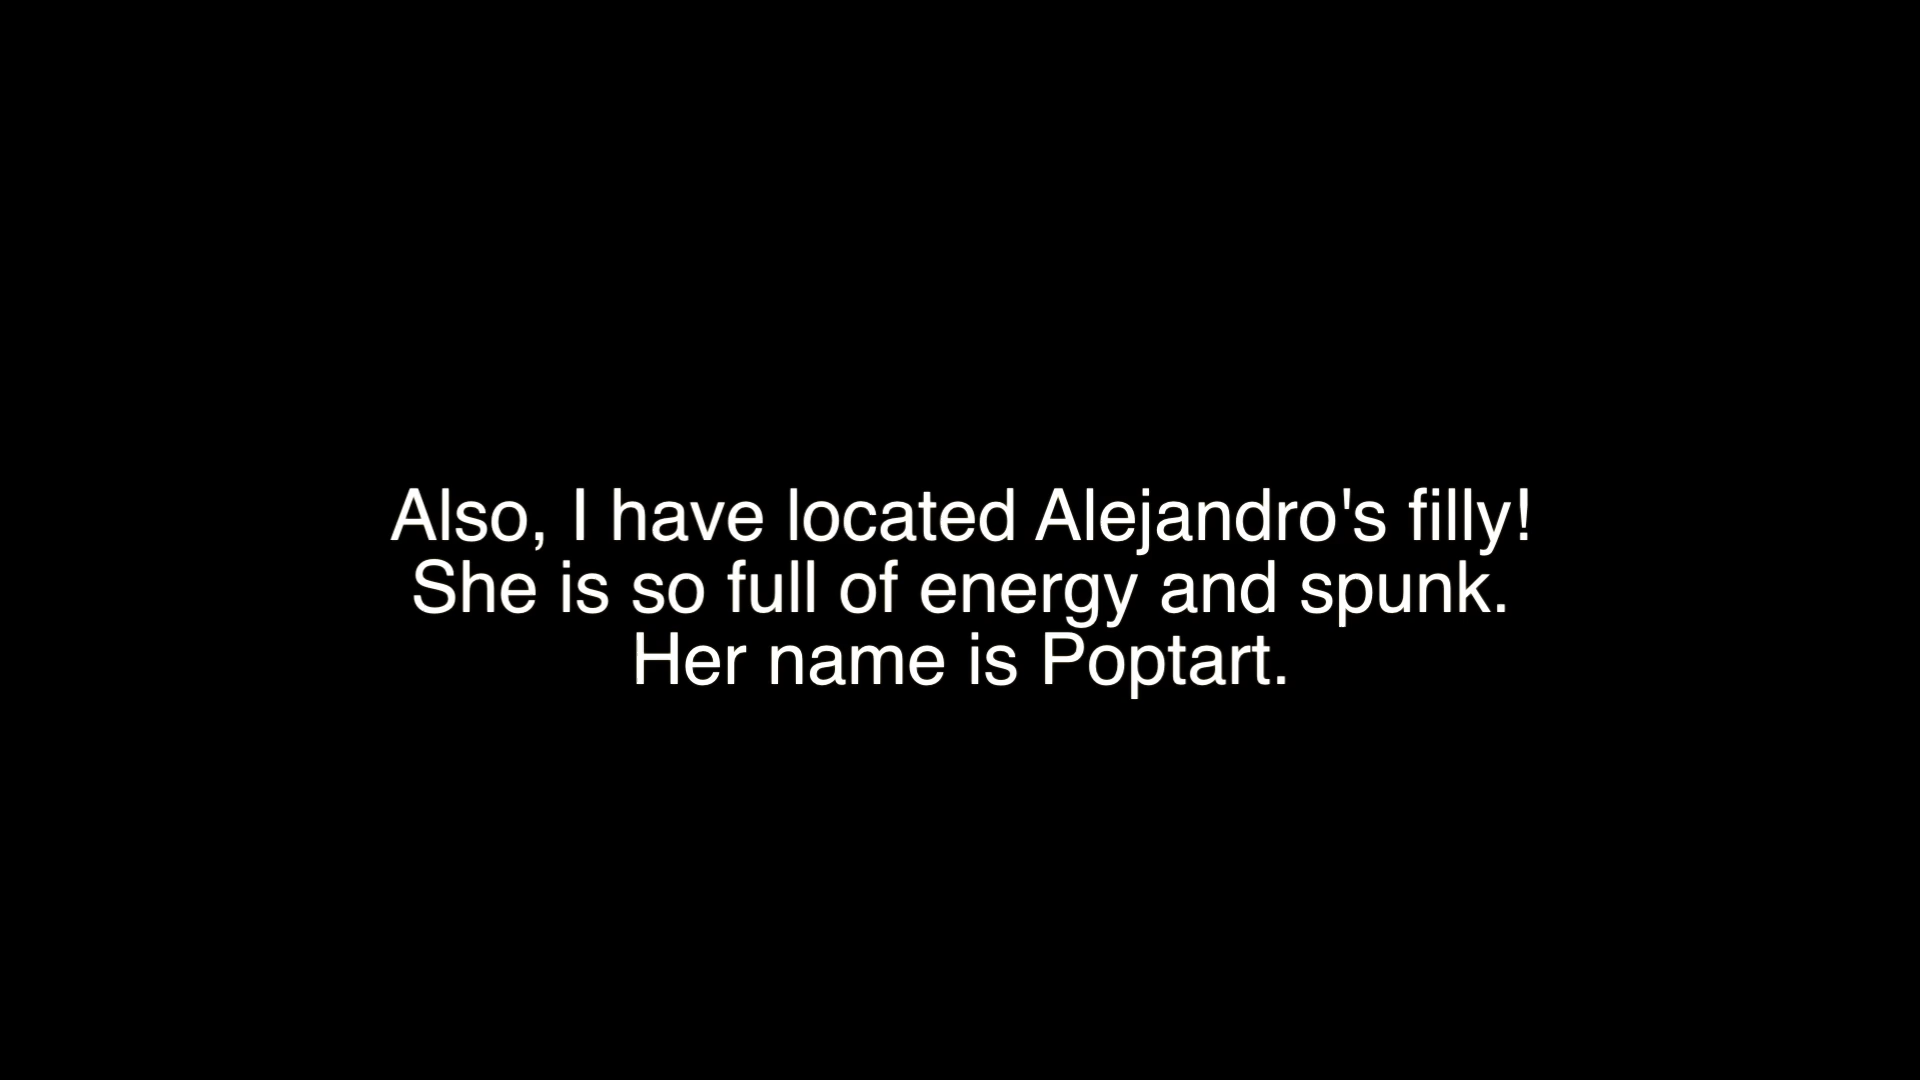 Also, I have located Alejandro's filly!
She is so full of energy and spunk.
Her name is Poptart.